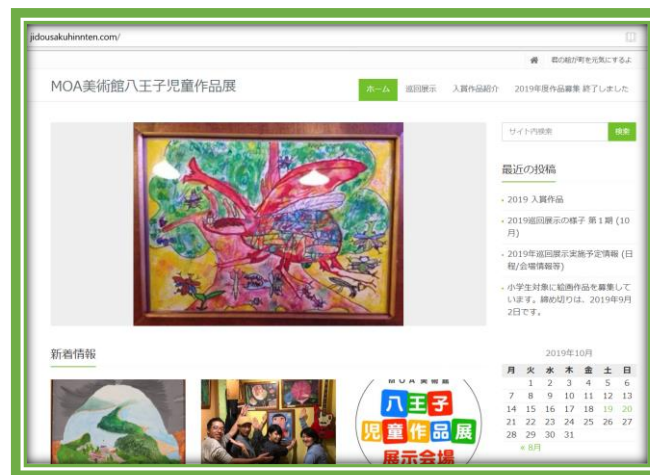 jidousakuhinnten.com/
君の絵が町を元気にするよ
MOA美術館八王子児童作品展
ホーム 巡回展示 入賞作品紹介 2019年度作品募集 終了しました
サイト内検索 検索
最近の投稿
2019 入賞作品
2019巡回展示の様子 第１期 (10
月)
2019年巡回展示実施予定情報 (日
程/会場情報等)
小学生対象に絵画作品を募集して
います。締め切りは、2019年9月
2日です。
新着情報
MOA美術館
八王子
児童作品展
展示会場
2019年10月
月 火 水 木 金 土 日
1 2 3 4 5 6
7 8 9 10 11 12 13
14 15 16 17 18 19 20
21 22 23 24 25 26 27
28 29 30 31
« 8月